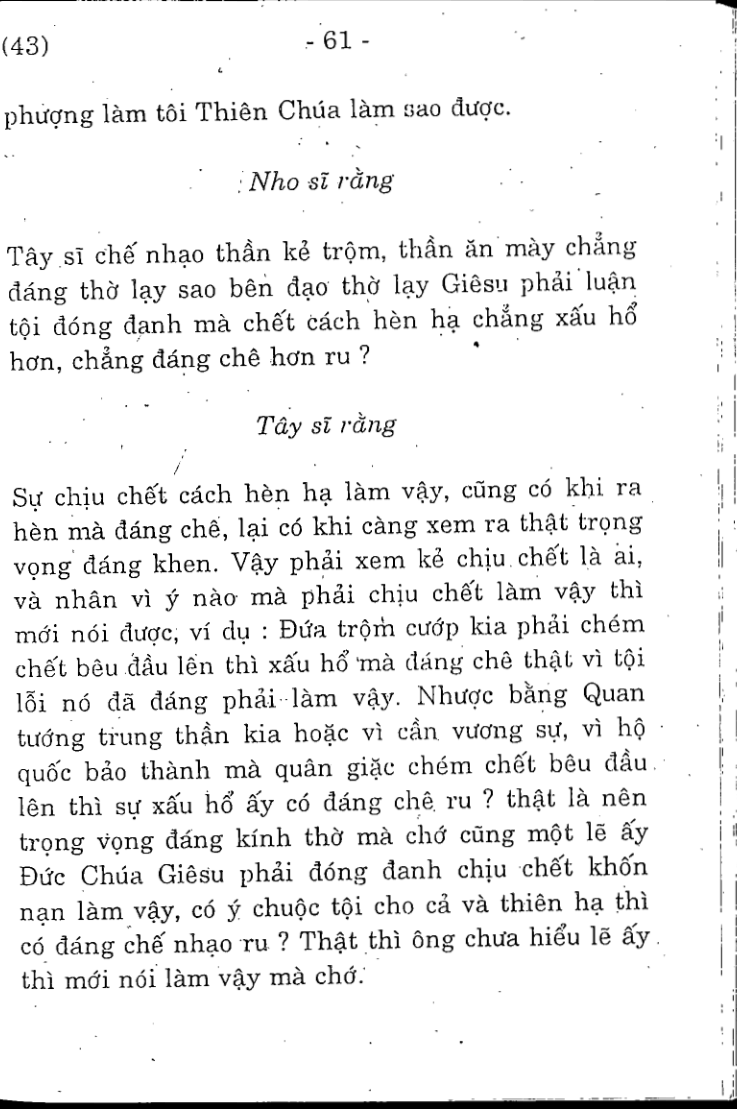 (43)
- 61 -
phượng làm tôi Thiên Chúa làm sao được.
Nho sĩ rằng
Tây sĩ chế nhạo thần kẻ trộm, thần ăn mày chẳng
đáng thờ lạy sao bên đạo thờ lạy Giêsu phải luận
tội đóng đanh mà chết cách hèn hạ chẳng xấu hổ
hơn, chẳng đáng chê hơn ru ?
Tây sĩ rằng
Sự chịu chết cách hèn hạ làm vậy, cũng có khi ra
hèn mà đáng chê, lại có khi càng xem ra thật trọng
vọng đáng khen. Vậy phải xem kẻ chịu chết là ai,
và nhân vì ý nào mà phải chịu chết làm vậy thì
mới nói được, ví dụ : Đứa trộm cướp kia phải chém
chết bêu đầu lên thì xấu hổ mà đáng chê thật vì tội
lỗi nó đã đáng phải làm vậy. Nhược bằng Quan
tướng trung thần kia hoặc vì cần vương sự, vì hộ
quốc bảo thành mà quân giặc chém chết bêu đầu
lên thì sự xấu hổ ấy có đáng chê ru ? thật là nên
trọng vọng đáng kính thờ mà chớ cũng một lẽ ấy
Đức Chúa Giêsu phải đóng đanh chịu chết khốn
nạn làm vậy, có ý chuộc tội cho cả và thiên hạ thì
có đáng chế nhạo ru ? Thật thì ông chưa hiểu lẽ ấy
thì mới nói làm vậy mà chớ.